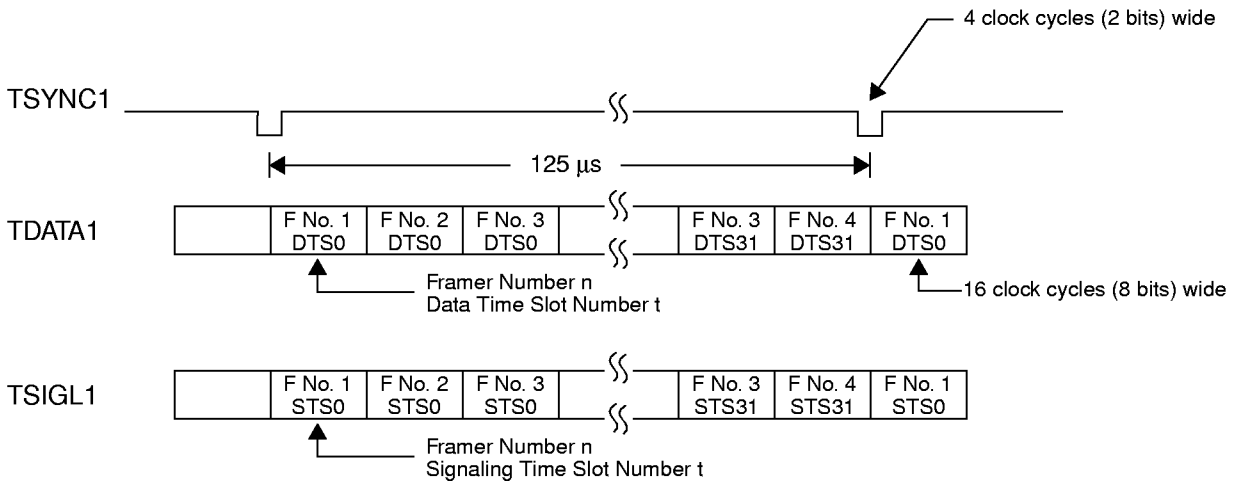 4 clock cycles (2 bits) wide
TSYNC1
125 µs
TDATA1
F No. 1 F No. 2 F No. 3 F No. 3 F No. 4 F No. 1
DTS0 DTS0 DTS0 DTS31 DTS31 DTS0
Framer Number n
Data Time Slot Number t
16 clock cycles (8 bits) wide
TSIGL1
F No. 1 F No. 2 F No. 3 F No. 3 F No. 4 F No. 1
STS0 STS0 STS0 STS31 STS31 STS0
Framer Number n
Signaling Time Slot Number t